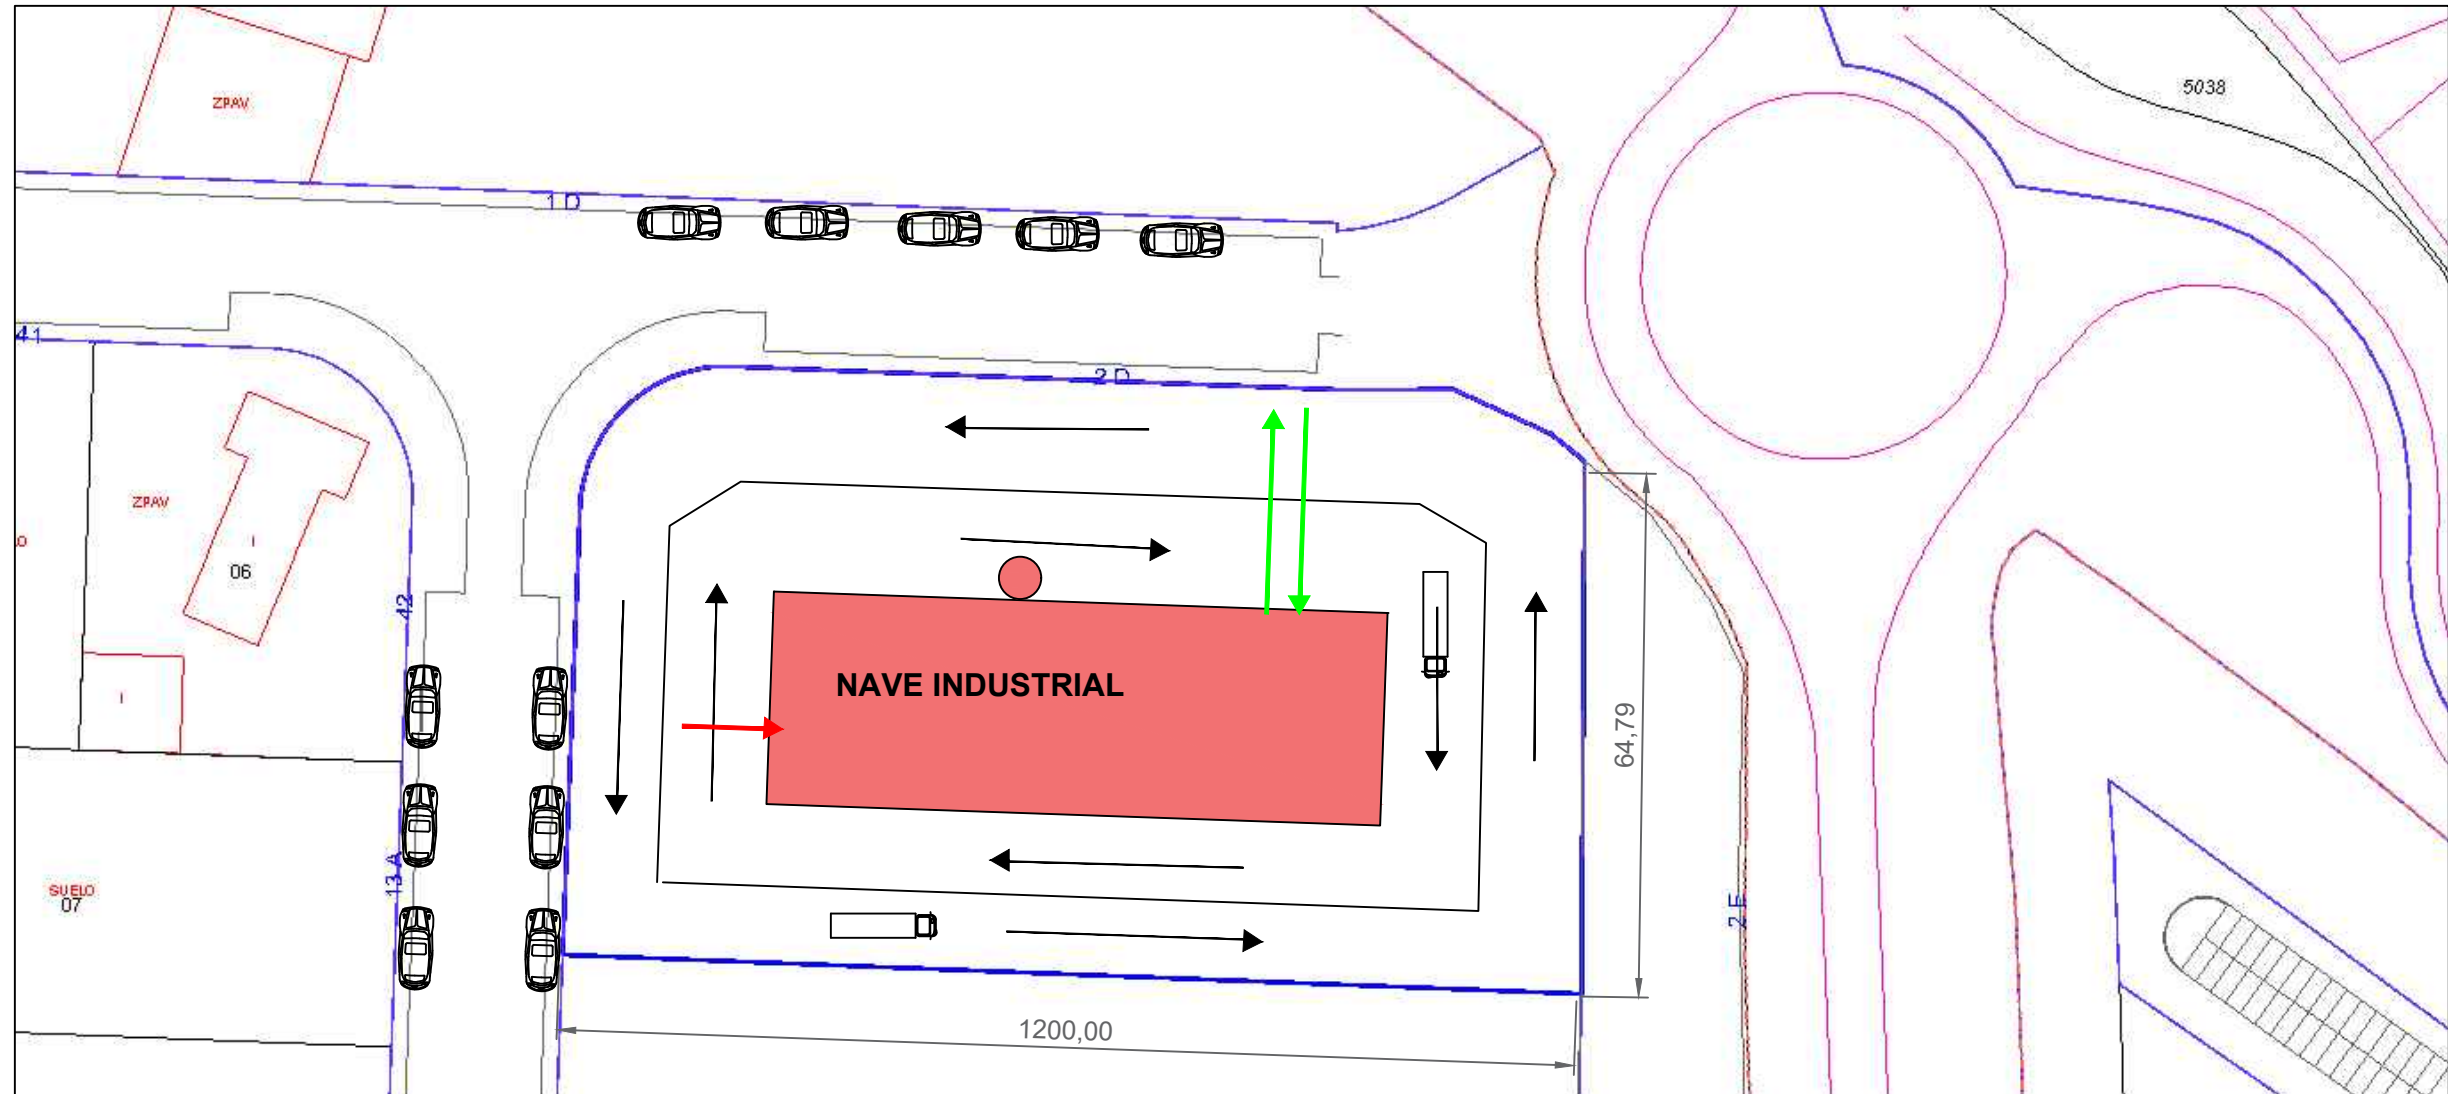 5038
ZPAV
1 D
41
2 D
ZPAV
06
I
42
I
NAVE INDUSTRIAL
64,79
13 A
SUELO
07
2 E
1200,00